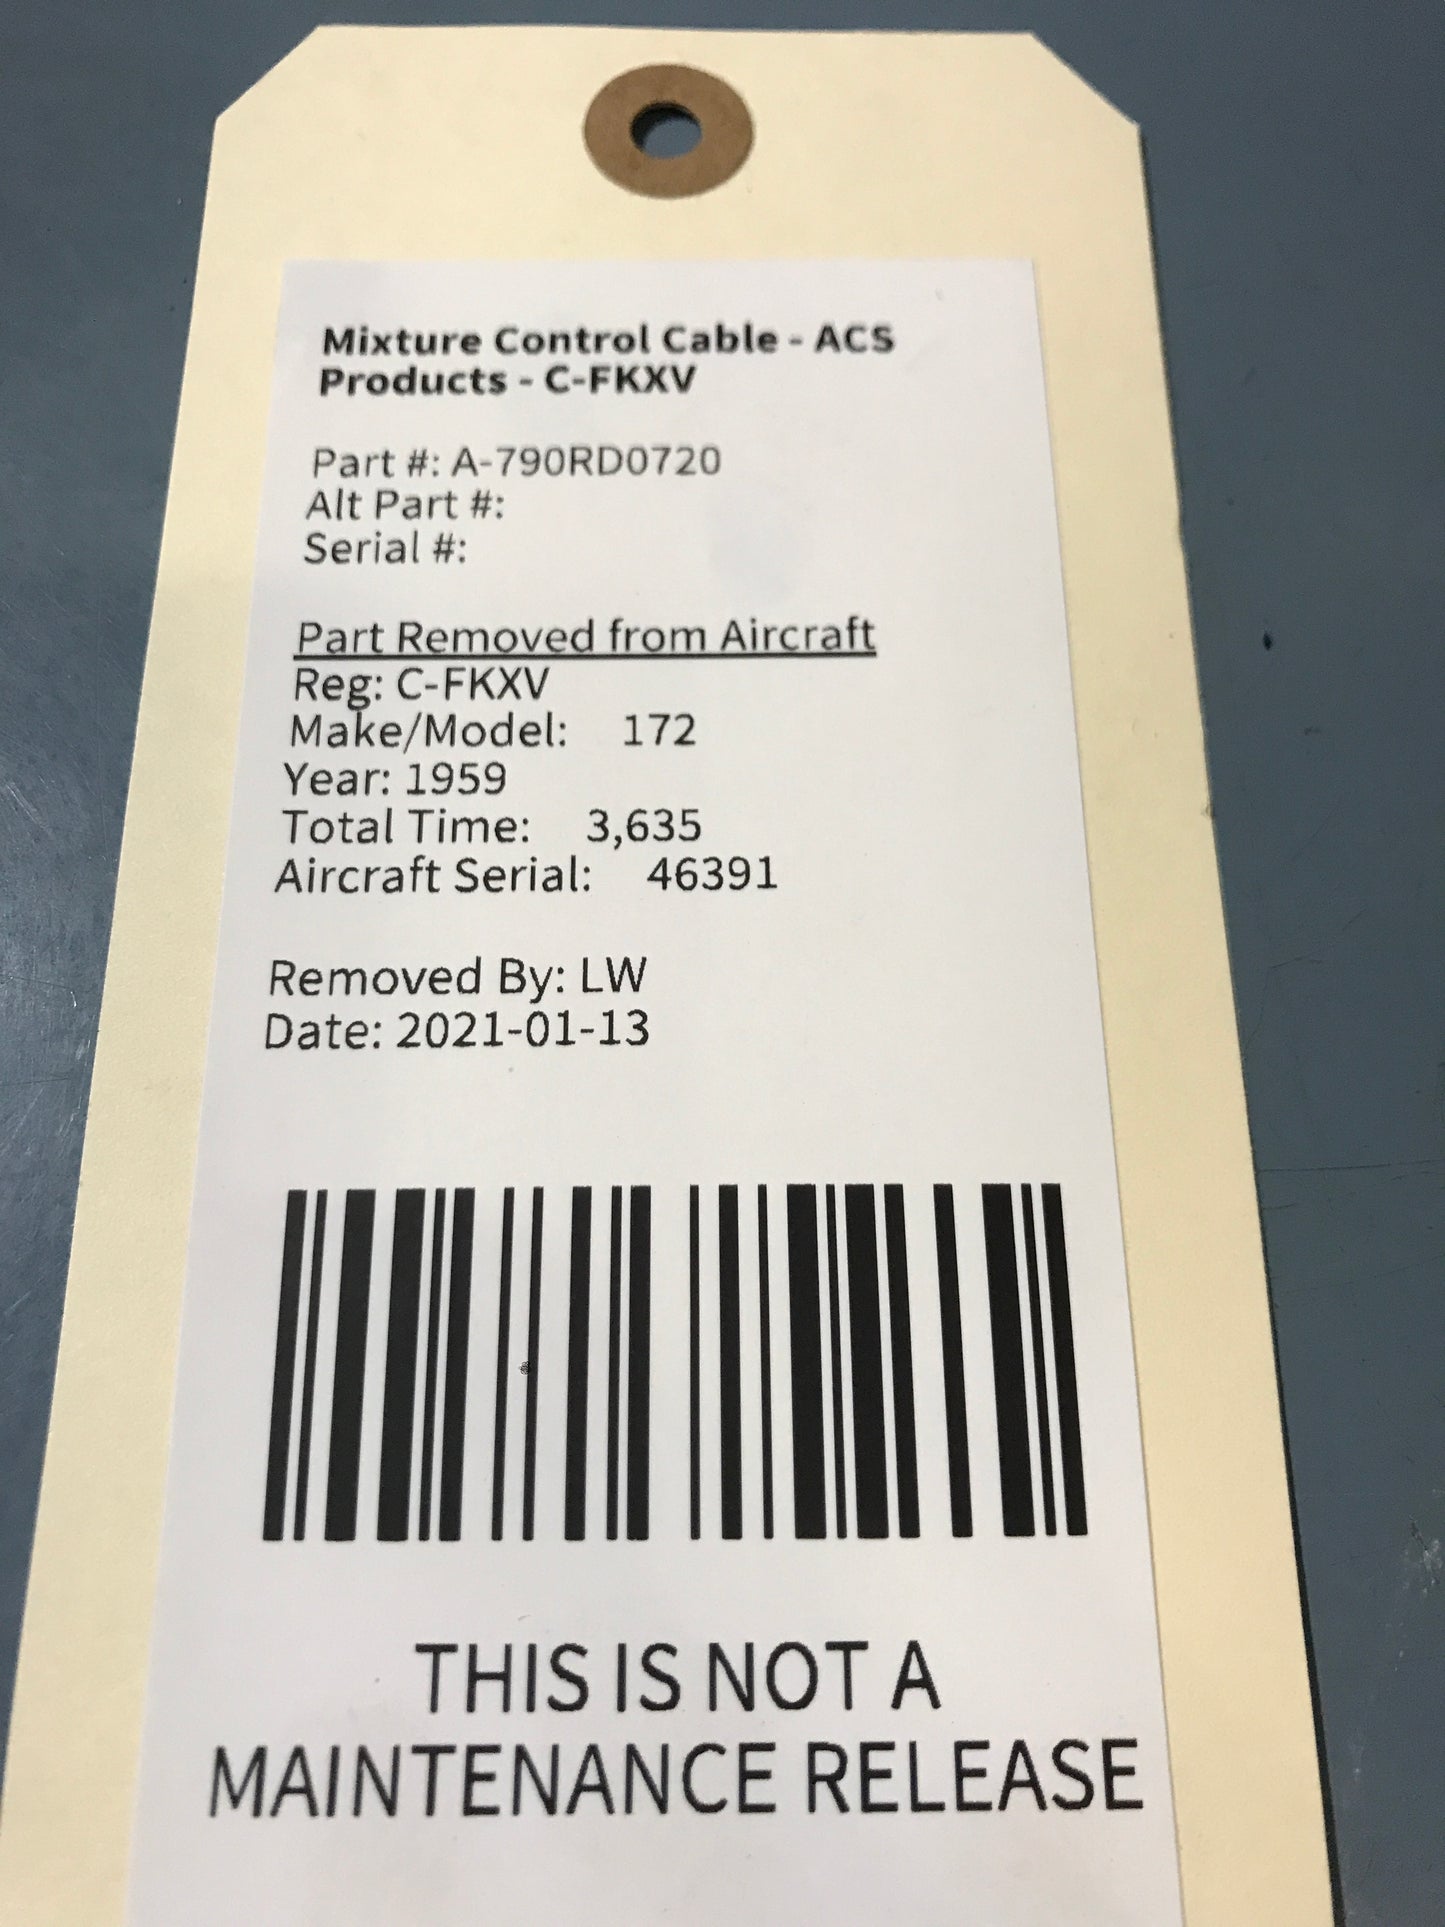 Mixture Control Cable - ACS
Products - C-FKXV
Part #: A-790RD0720
Alt Part #:
Serial #:
Part Removed from Aircraft
Reg: C-FKXV
Make/Model: 172
Year: 1959
Total Time: 3,635
Aircraft Serial: 46391
Removed By: LW
Date: 2021-01-13
THIS IS NOT A
MAINTENANCE RELEASE